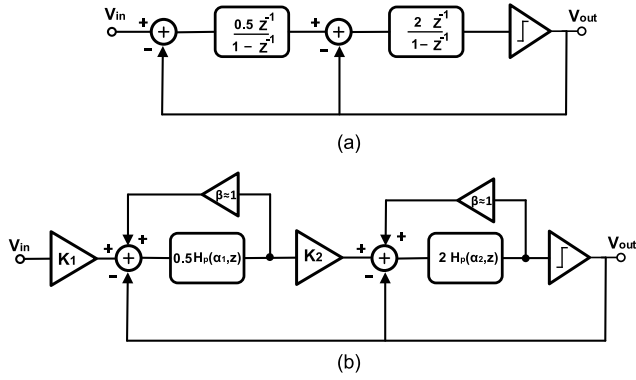 Vin + − + 0.5 z⁻¹ / 1 − z⁻¹ + − + 2 z⁻¹ / 1 − z⁻¹ Vout
(a)
β≈1 β≈1
Vin K1 + + − + 0.5Hp(α1,z) K2 + + − + 2 Hp(α2,z) Vout
(b)